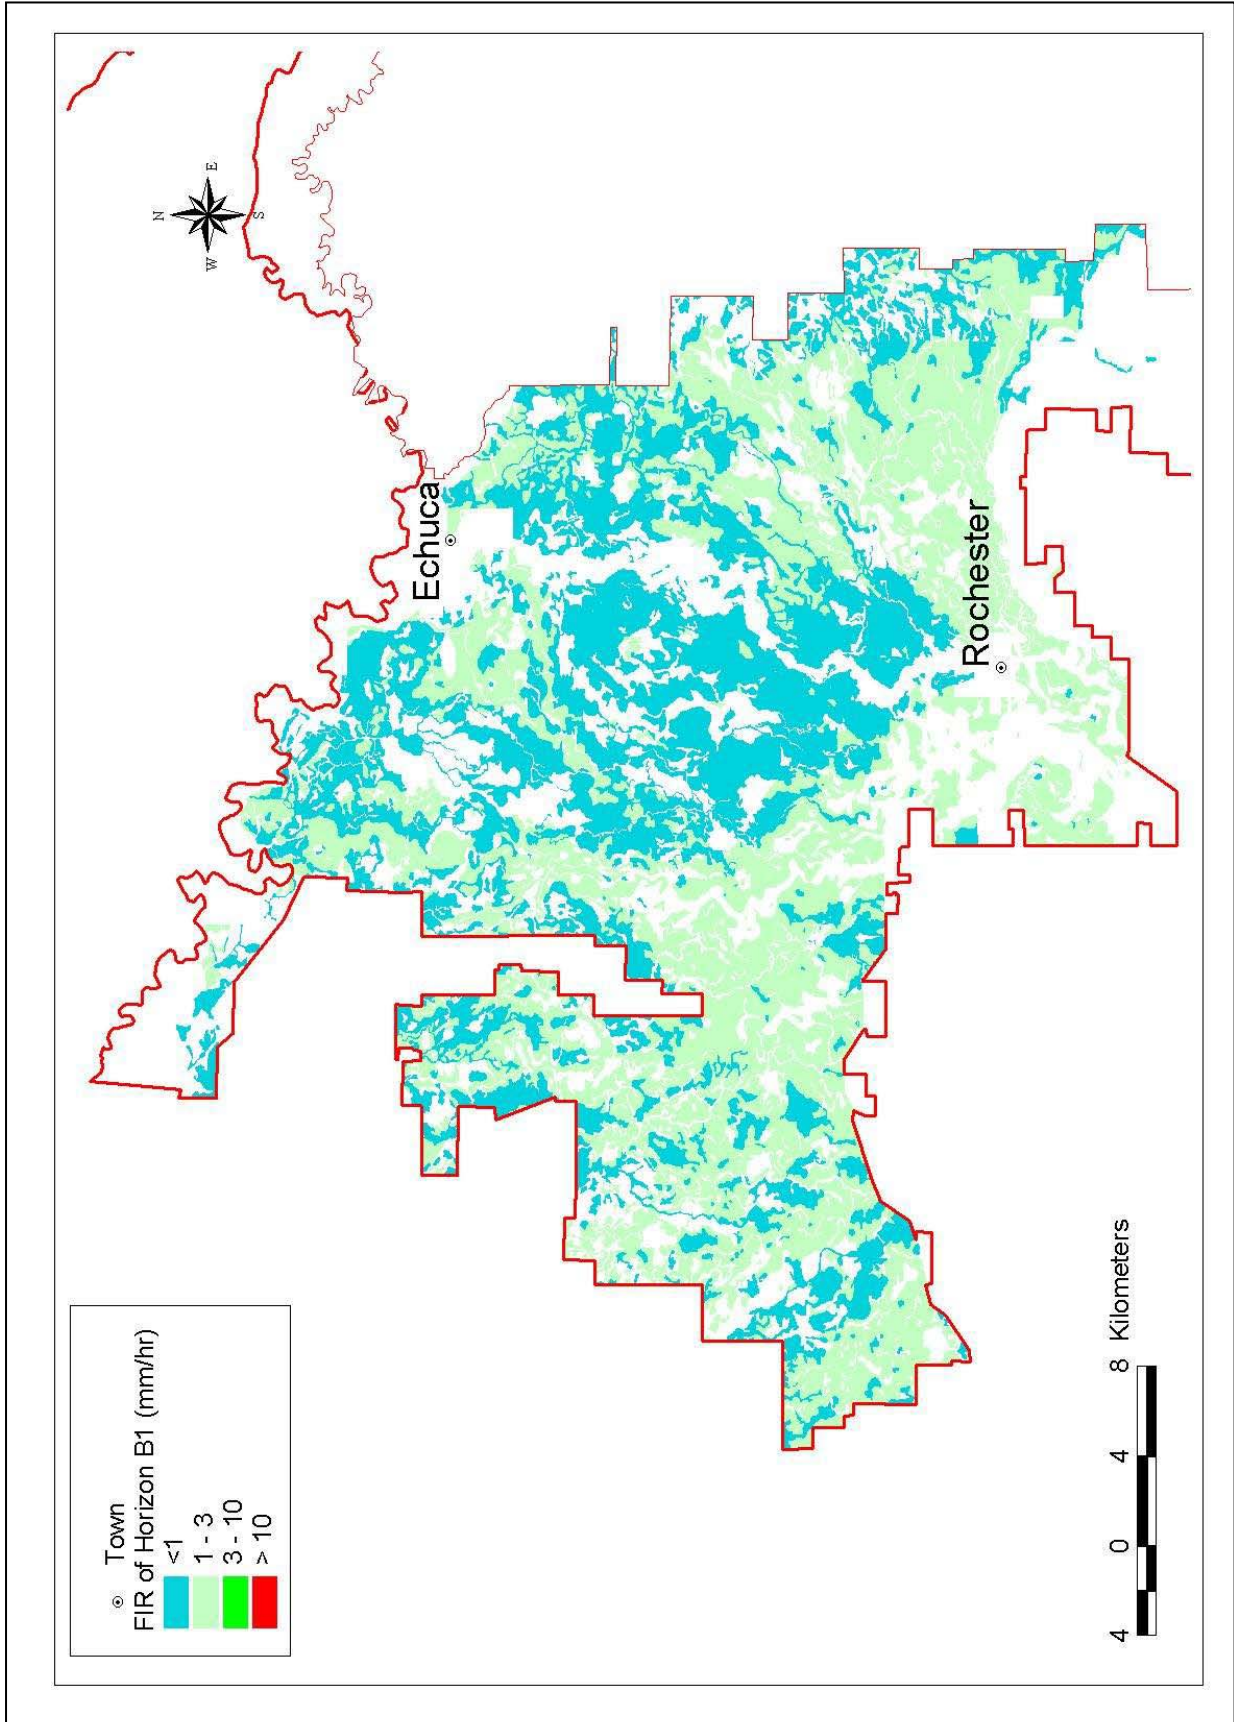 N
W E
S
Echuca
Rochester
Town
FIR of Horizon B1 (mm/hr)
<1
1 - 3
3 - 10
> 10
4 0 4 8 Kilometers